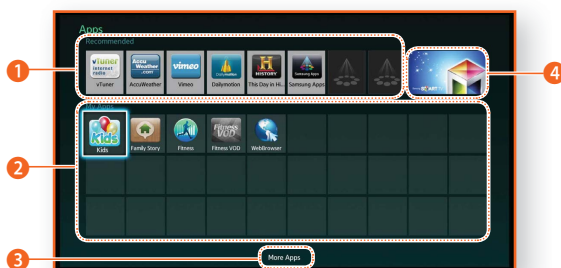 Apps
Recommended
vTuner
internet
radio
Accu
Weather
.com
vimeo
Dailymotion
HISTORY
Samsung Apps
vTuner AccuWeather Vimeo Dailymotion This Day in Hi... Samsung Apps
1
4
My Apps
Kids
Fitness
VOD
Kids Family Story Fitness Fitness VOD WebBrowser
2
More Apps
3